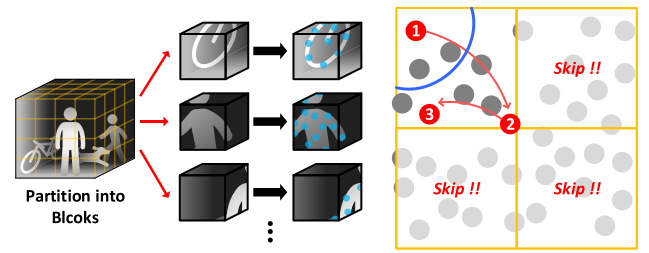 Partition into
Blcoks
1
Skip !!
3
2
Skip !!
Skip !!